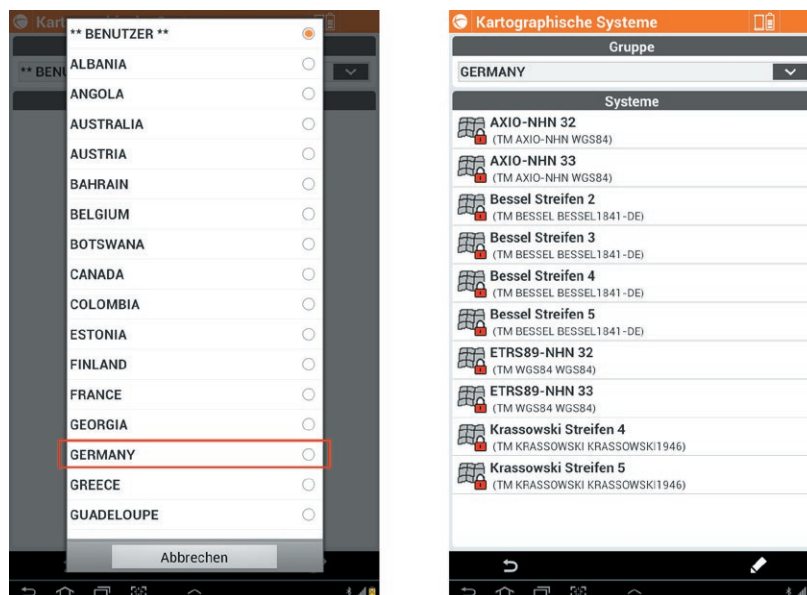 Kart
** BENU
** BENUTZER **
ALBANIA
ANGOLA
AUSTRALIA
AUSTRIA
BAHRAIN
BELGIUM
BOTSWANA
CANADA
COLOMBIA
ESTONIA
FINLAND
FRANCE
GEORGIA
GERMANY
GREECE
GUADELOUPE
Abbrechen
Kartographische Systeme
Gruppe
GERMANY
Systeme
AXIO-NHN 32
(TM AXIO-NHN WGS84)
AXIO-NHN 33
(TM AXIO-NHN WGS84)
Bessel Streifen 2
(TM BESSEL BESSEL1841-DE)
Bessel Streifen 3
(TM BESSEL BESSEL1841-DE)
Bessel Streifen 4
(TM BESSEL BESSEL1841-DE)
Bessel Streifen 5
(TM BESSEL BESSEL1841-DE)
ETRS89-NHN 32
(TM WGS84 WGS84)
ETRS89-NHN 33
(TM WGS84 WGS84)
Krassowski Streifen 4
(TM KRASSOWSKI KRASSOWSKI1946)
Krassowski Streifen 5
(TM KRASSOWSKI KRASSOWSKI1946)